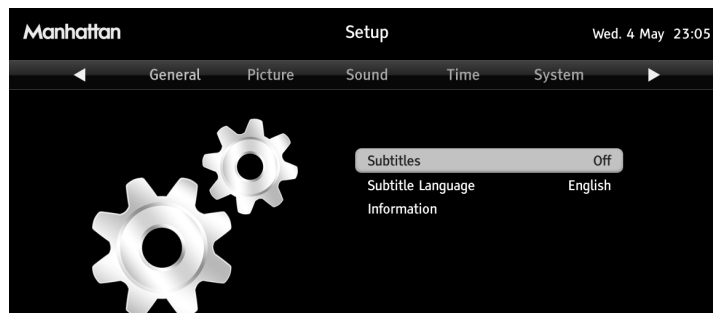 Manhattan Setup Wed. 4 May 23:05
General Picture Sound Time System
Subtitles Off
Subtitle Language English
Information